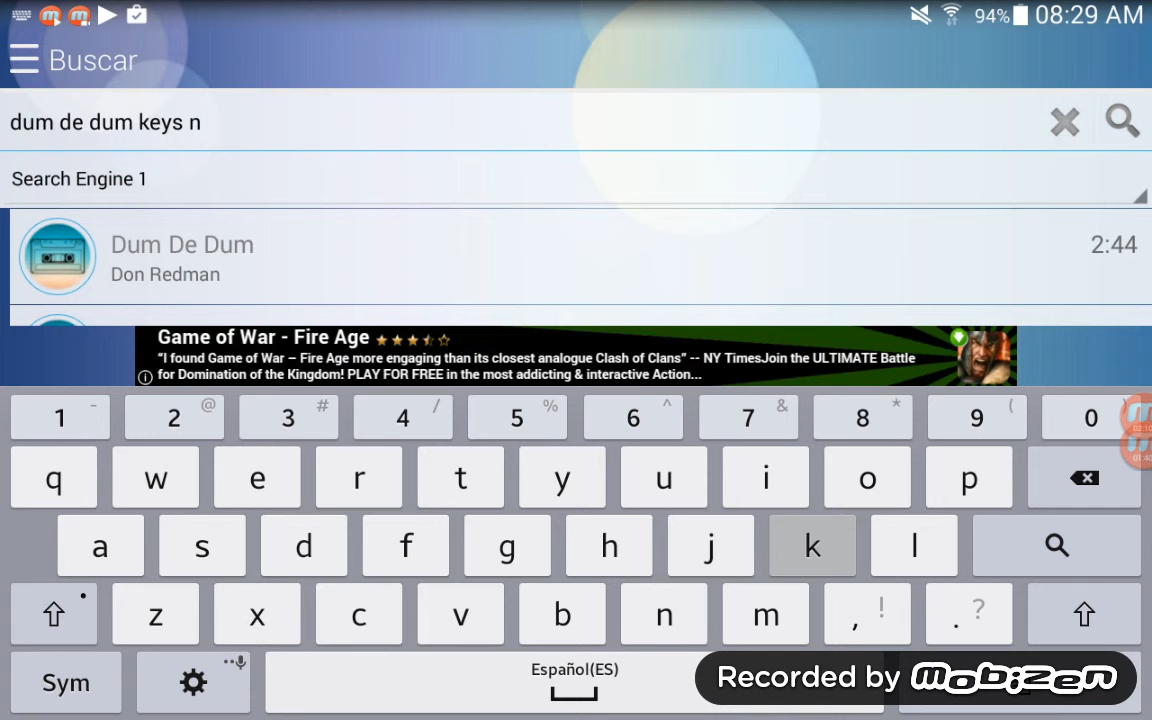 94% 08:29 AM
Buscar
dum de dum keys n
Search Engine 1
Dum De Dum
2:44
Don Redman
Game of War - Fire Age
"I found Game of War – Fire Age more engaging than its closest analogue Clash of Clans" -- NY TimesJoin the ULTIMATE Battle
for Domination of the Kingdom! PLAY FOR FREE in the most addicting & interactive Action...
1 - 2 @ 3 # 4 / 5 % 6 ^ 7 & 8 * 9 ( 0 )
q w e r t y u i o p
a s d f g h j k l
z x c v b n m , ! . ?
Sym Español(ES)
Recorded by mobizen